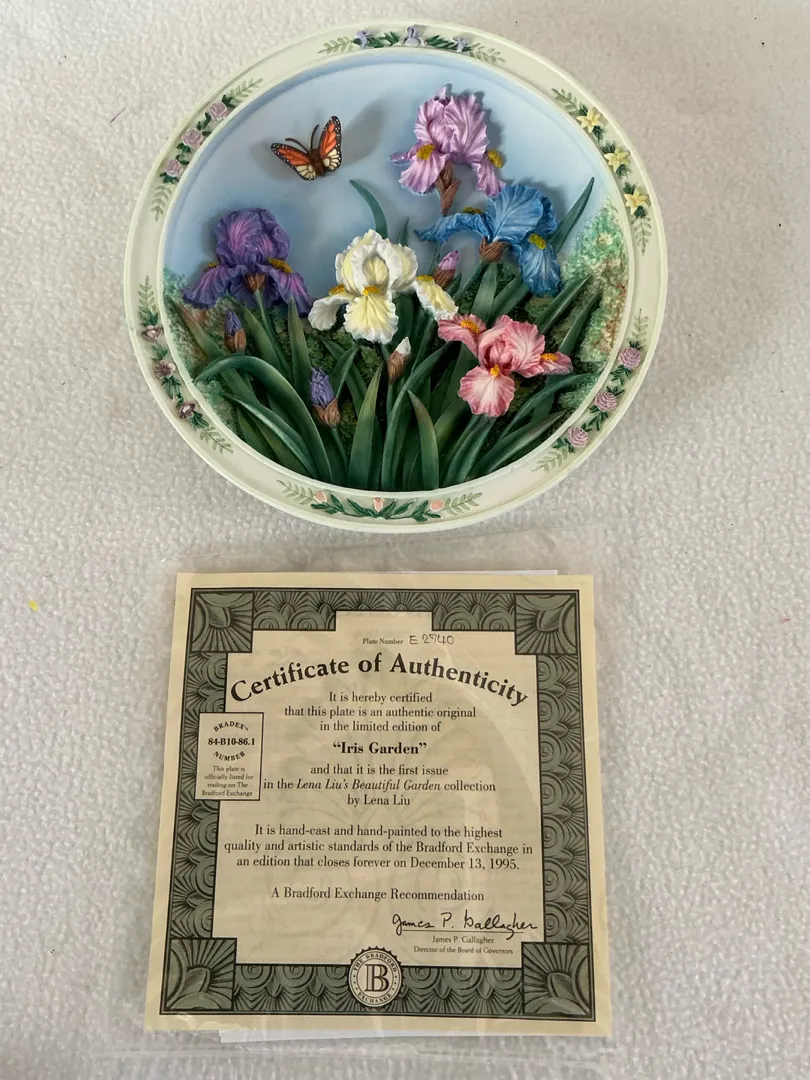 Plate Number E 2740
Certificate of Authenticity
It is hereby certified
that this plate is an authentic original
in the limited edition of
"Iris Garden"
and that it is the first issue
in the Lena Liu's Beautiful Garden collection
by Lena Liu
BRADEX™
84-B10-86.1
NUMBER
This plate is
officially listed for
trading on The
Bradford Exchange
It is hand-cast and hand-painted to the highest
quality and artistic standards of the Bradford Exchange in
an edition that closes forever on December 13, 1995.
A Bradford Exchange Recommendation
James P. Gallagher
James P. Gallagher
Director of the Board of Governors
THE BRADFORD
B
EXCHANGE